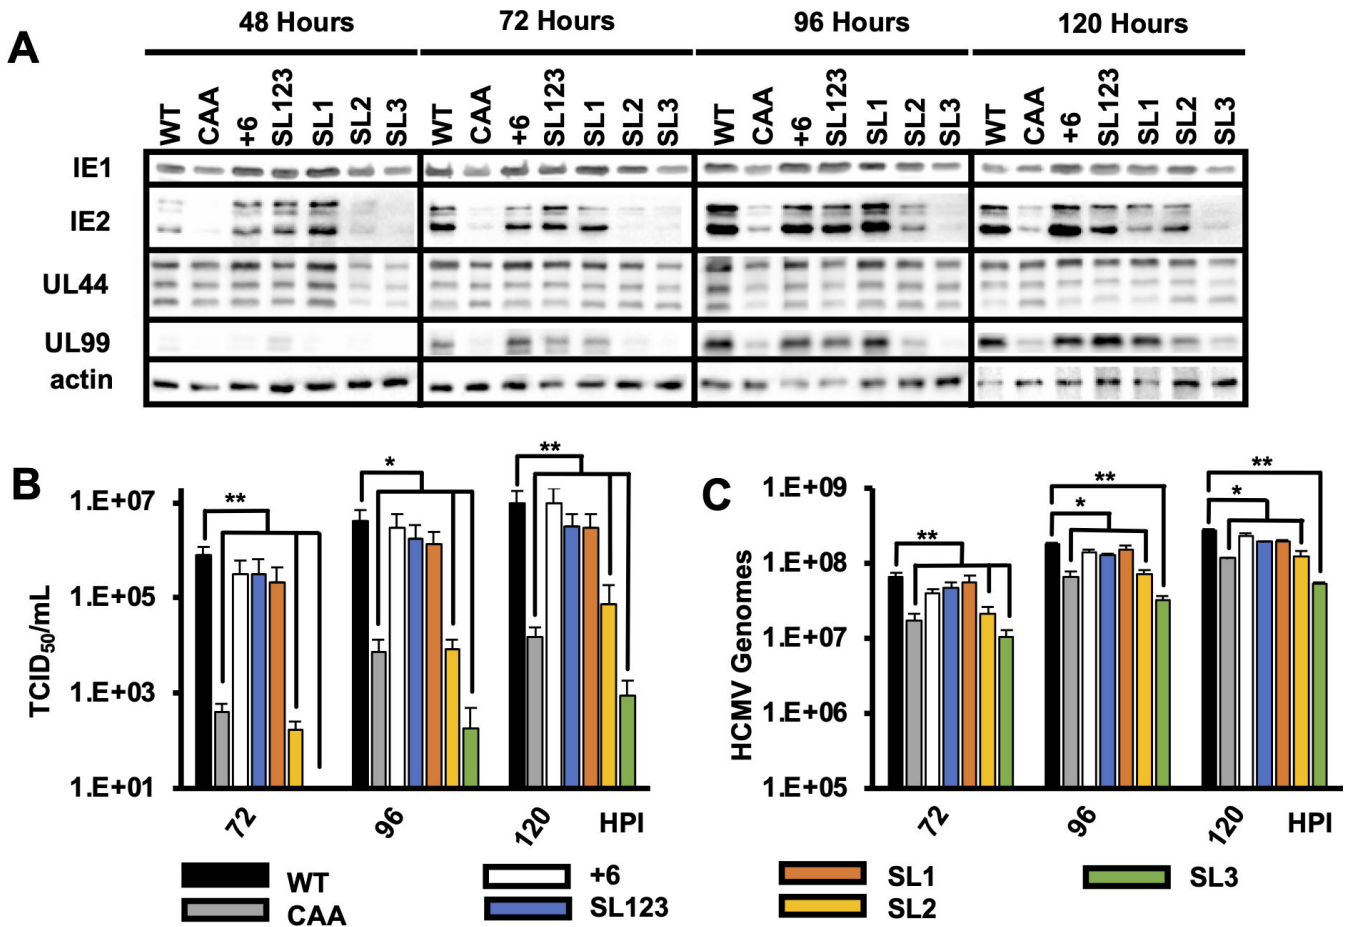 A
48 Hours 72 Hours 96 Hours 120 Hours
WT CAA +6 SL123 SL1 SL2 SL3 WT CAA +6 SL123 SL1 SL2 SL3 WT CAA +6 SL123 SL1 SL2 SL3 WT CAA +6 SL123 SL1 SL2 SL3
IE1
IE2
UL44
UL99
actin
B
TCID50/mL
**
*
**
1.E+07
1.E+05
1.E+03
1.E+01
72 96 120 HPI
C
HCMV Genomes
**
**
*
**
*
1.E+09
1.E+08
1.E+07
1.E+06
1.E+05
72 96 120 HPI
WT +6 SL1 SL3
CAA SL123 SL2